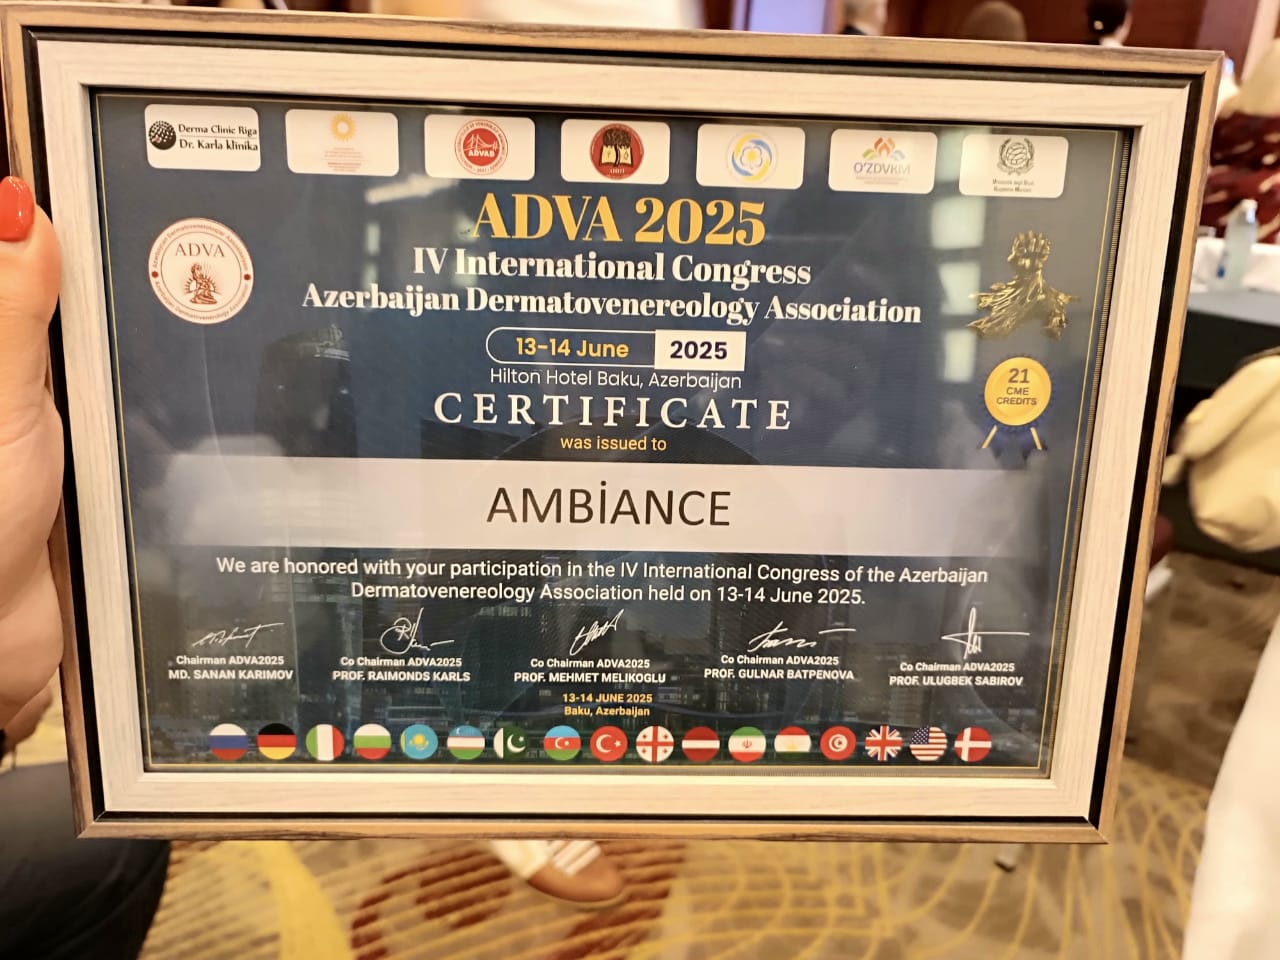 Derma Clinic Riga
Dr. Karla klinika
ADVAB
O'ZDVKM
ADVA 2025
IV International Congress
Azerbaijan Dermatovenereology Association
ADVA
Azerbaijan Dermatovenereology Association
13-14 June 2025
Hilton Hotel Baku, Azerbaijan
21
CME
CREDITS
CERTIFICATE
was issued to
AMBİANCE
We are honored with your participation in the IV International Congress of the Azerbaijan
Dermatovenereology Association held on 13-14 June 2025.
Chairman ADVA2025
MD. SANAN KARIMOV
Co Chairman ADVA2025
PROF. RAIMONDS KARLS
Co Chairman ADVA2025
PROF. MEHMET MELIKOGLU
Co Chairman ADVA2025
PROF. GULNAR BATPENOVA
Co Chairman ADVA2025
PROF. ULUGBEK SABIROV
13-14 JUNE 2025
Baku, Azerbaijan